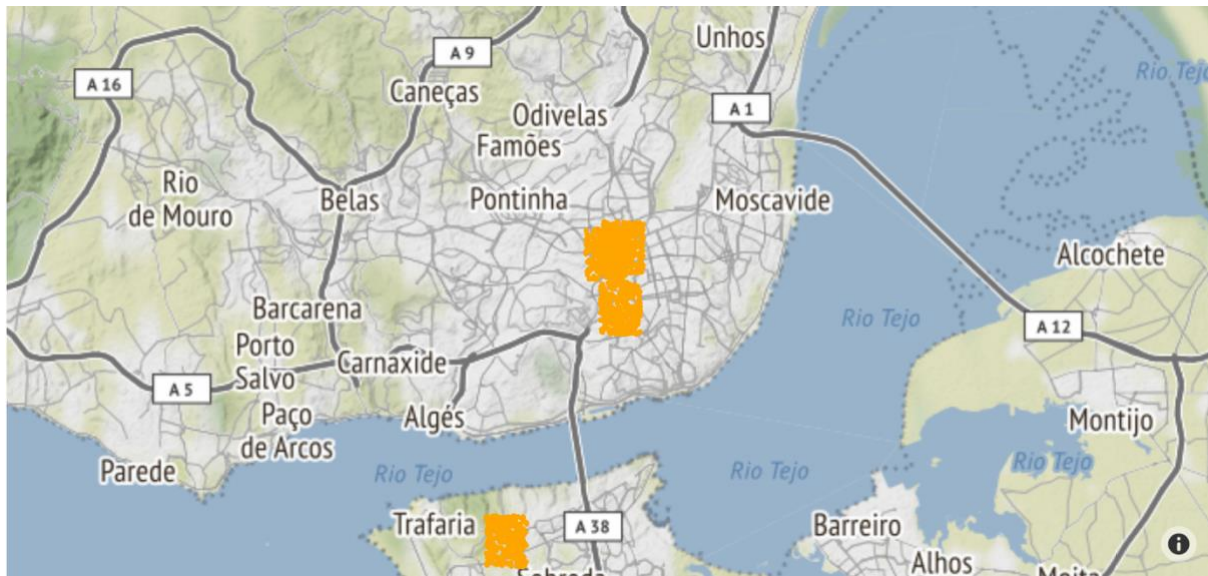 Unhos
A 9
A 16
Rio Tejo
Caneças
A 1
Odivelas
Famões
Rio
de Mouro
Belas
Pontinha
Moscavide
Alcochete
Barcarena
Rio Tejo
A 12
Porto
Salvo
Carnaxide
A 5
Paço
de Arcos
Algés
Montijo
Parede
Rio Tejo
Rio Tejo
Rio Tejo
Trafaria
A 38
Barreiro
Alhos
i